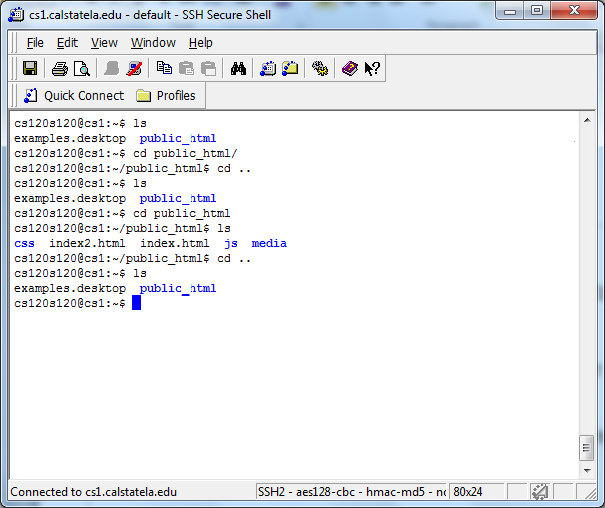 cs1.calstatela.edu - default - SSH Secure Shell
File Edit View Window Help
Quick Connect Profiles
cs120s120@cs1:~$ ls
examples.desktop public_html
cs120s120@cs1:~$ cd public_html/
cs120s120@cs1:~/public_html$ cd ..
cs120s120@cs1:~$ ls
examples.desktop public_html
cs120s120@cs1:~$ cd public_html
cs120s120@cs1:~/public_html$ ls
css index2.html index.html js media
cs120s120@cs1:~/public_html$ cd ..
cs120s120@cs1:~$ ls
examples.desktop public_html
cs120s120@cs1:~$
Connected to cs1.calstatela.edu SSH2 - aes128-cbc - hmac-md5 - nc 80x24